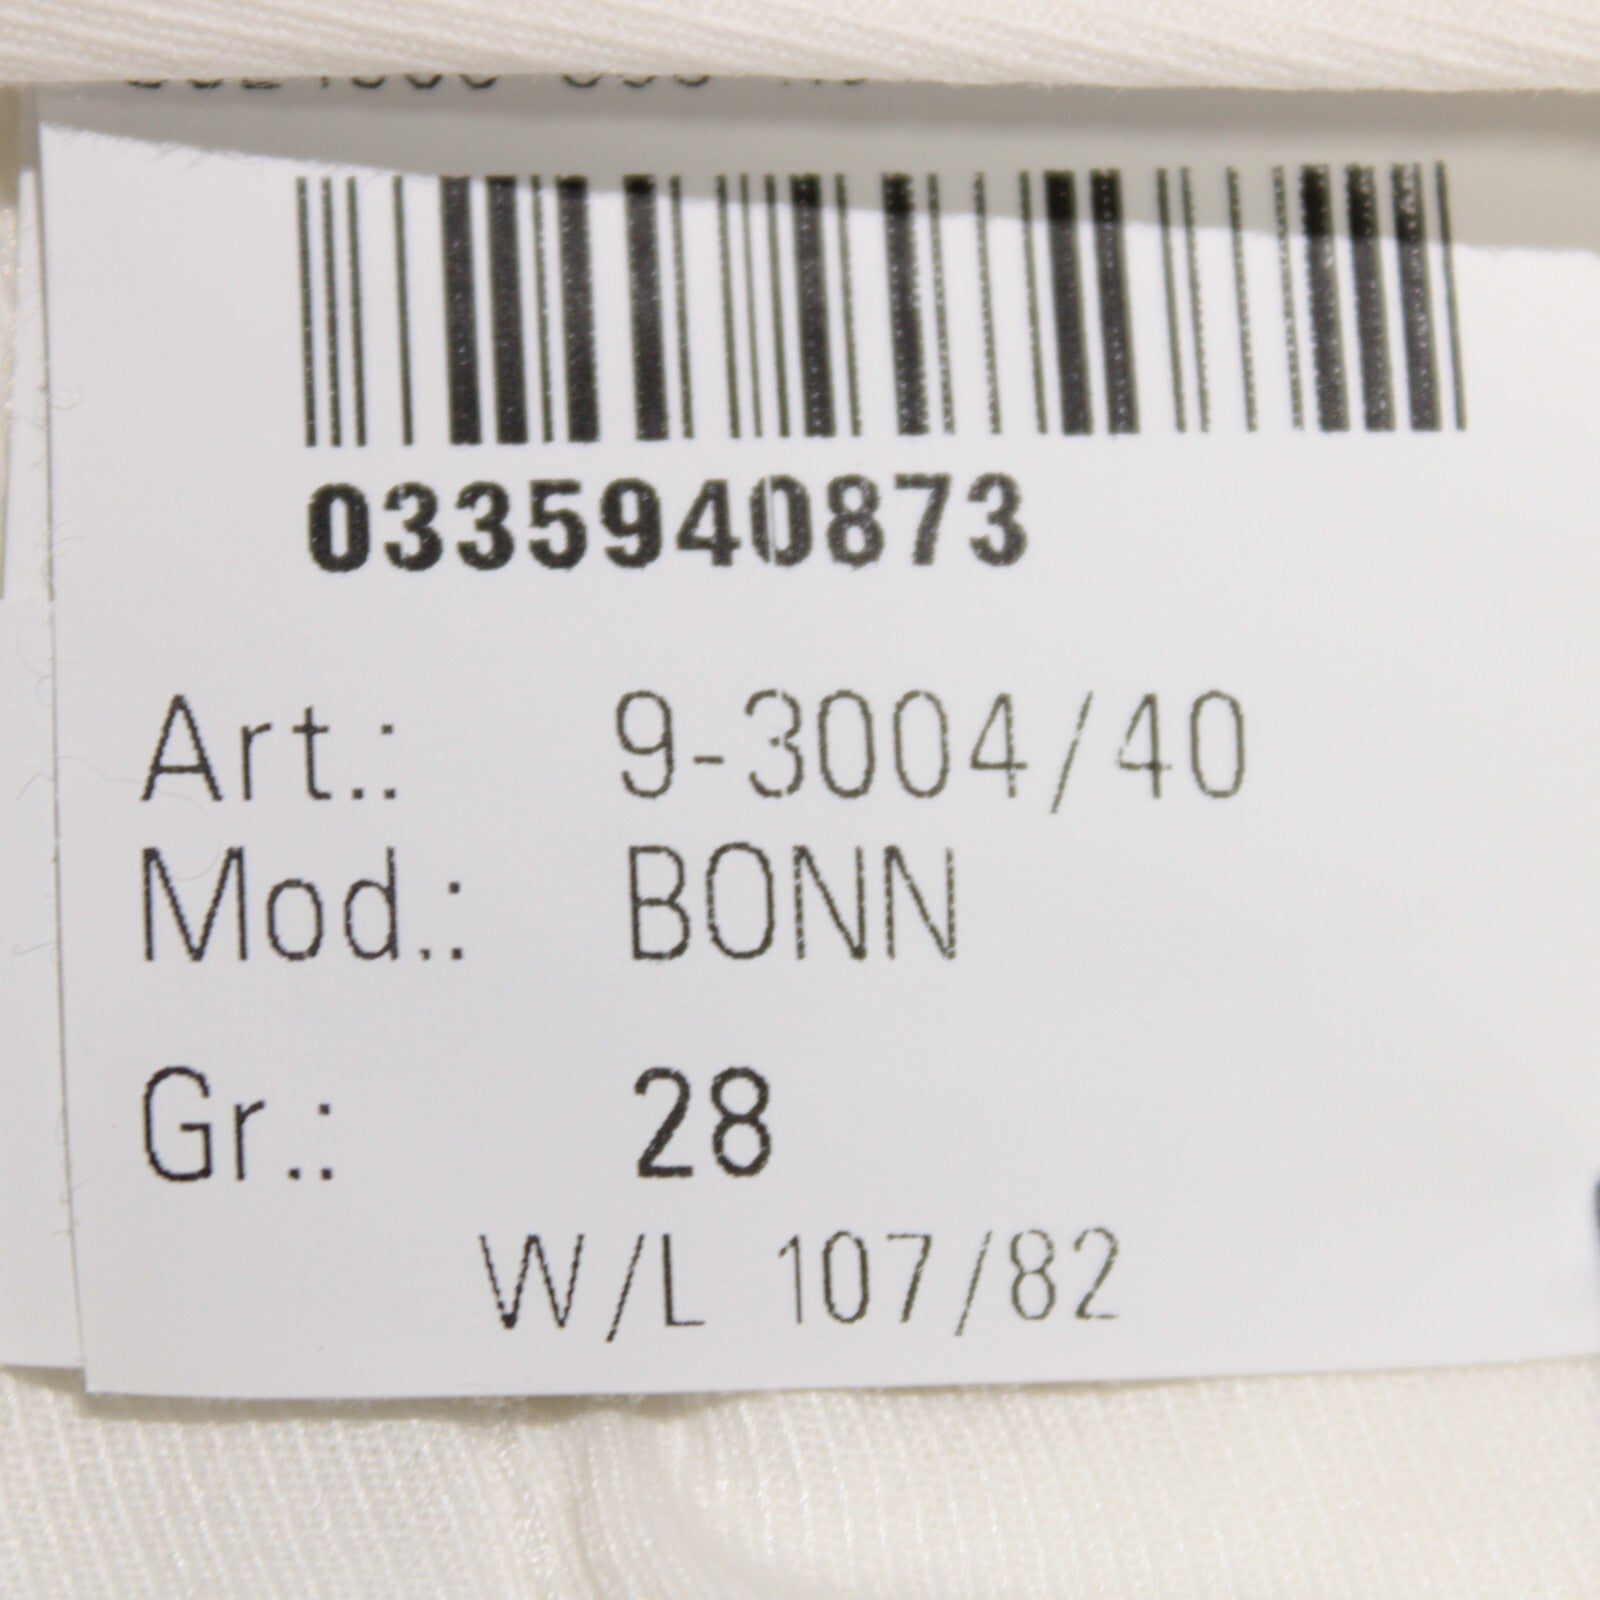 0335940873
Art.: 9-3004/40
Mod.: BONN
Gr.: 28
W/L 107/82